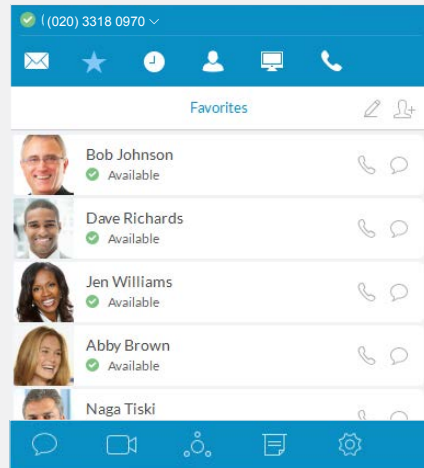 ((020) 3318 0970
Favorites
Bob Johnson
Available
Dave Richards
Available
Jen Williams
Available
Abby Brown
Available
Naga Tiski